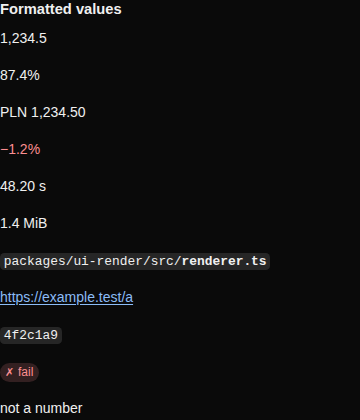 Formatted values
1,234.5
87.4%
PLN 1,234.50
−1.2%
48.20 s
1.4 MiB
packages/ui-render/src/renderer.ts
https://example.test/a
4f2c1a9
✗ fail
not a number